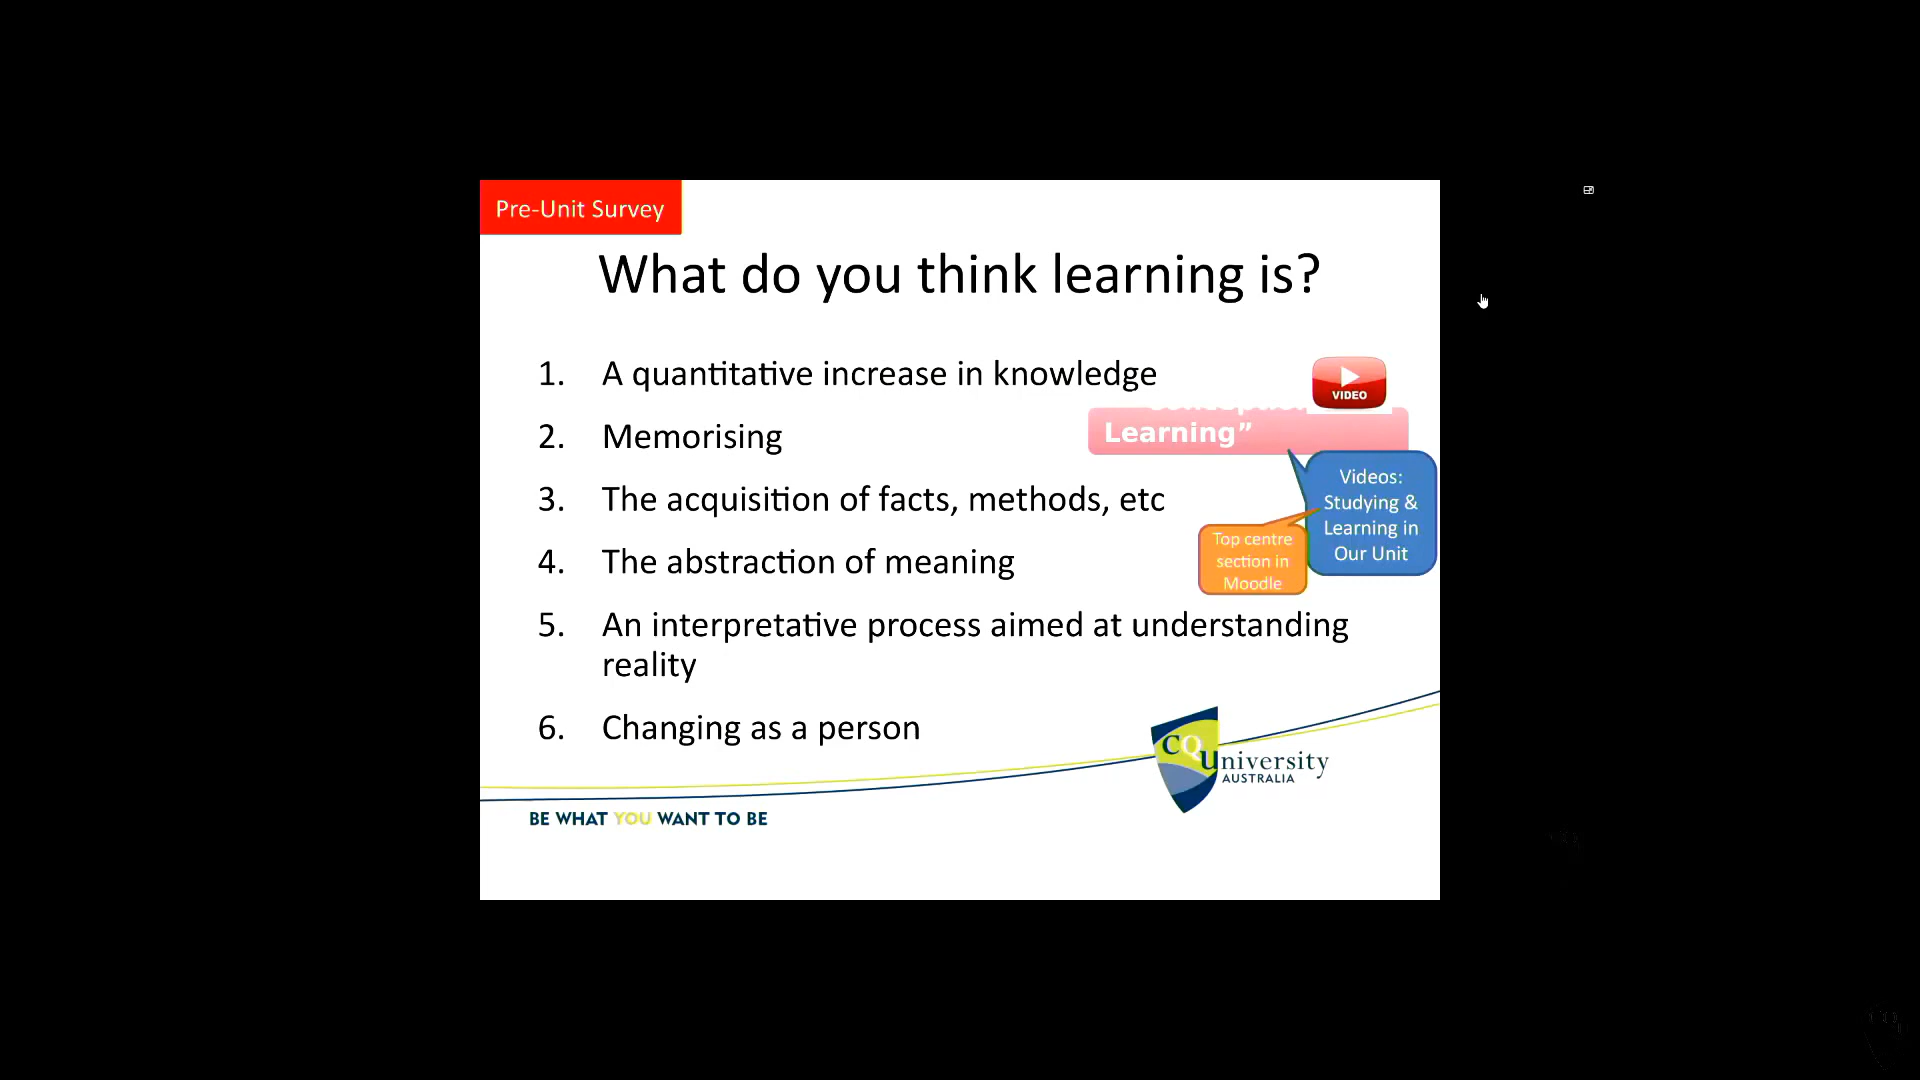 Pre-Unit Survey
What do you think learning is?
1. A quantitative increase in knowledge
VIDEO
Learning”
2. Memorising
Videos:
Studying &
Learning in
Our Unit
3. The acquisition of facts, methods, etc
Top centre
section in
Moodle
4. The abstraction of meaning
5. An interpretative process aimed at understanding
reality
6. Changing as a person
CQUniversity
AUSTRALIA
BE WHAT YOU WANT TO BE